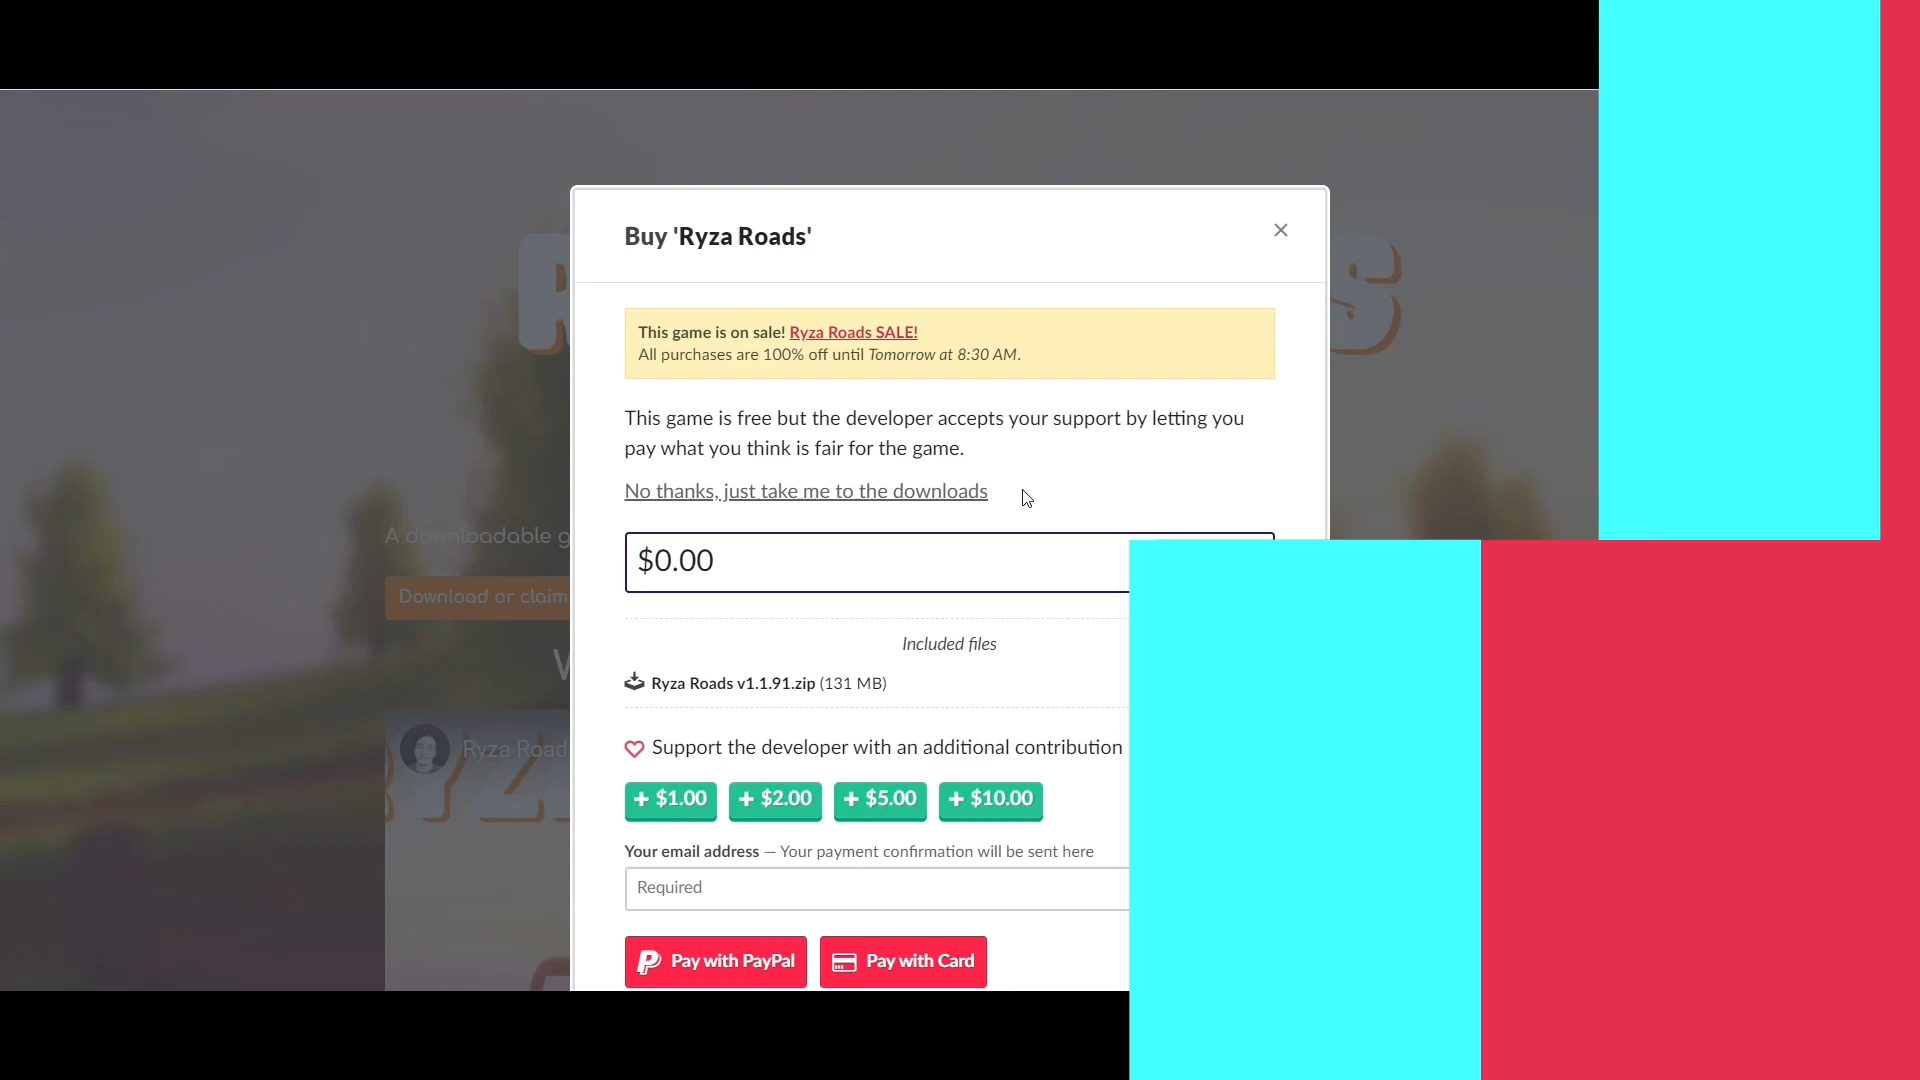 Buy 'Ryza Roads'
This game is on sale! Ryza Roads SALE!
All purchases are 100% off until Tomorrow at 8:30 AM.
This game is free but the developer accepts your support by letting you
pay what you think is fair for the game.
No thanks, just take me to the downloads
A downloadable g
$0.00
Download or claim
Included files
Ryza Roads v1.1.91.zip (131 MB)
Ryza Road
Support the developer with an additional contribution
+ $1.00 + $2.00 + $5.00 + $10.00
Your email address — Your payment confirmation will be sent here
Required
Pay with PayPal Pay with Card